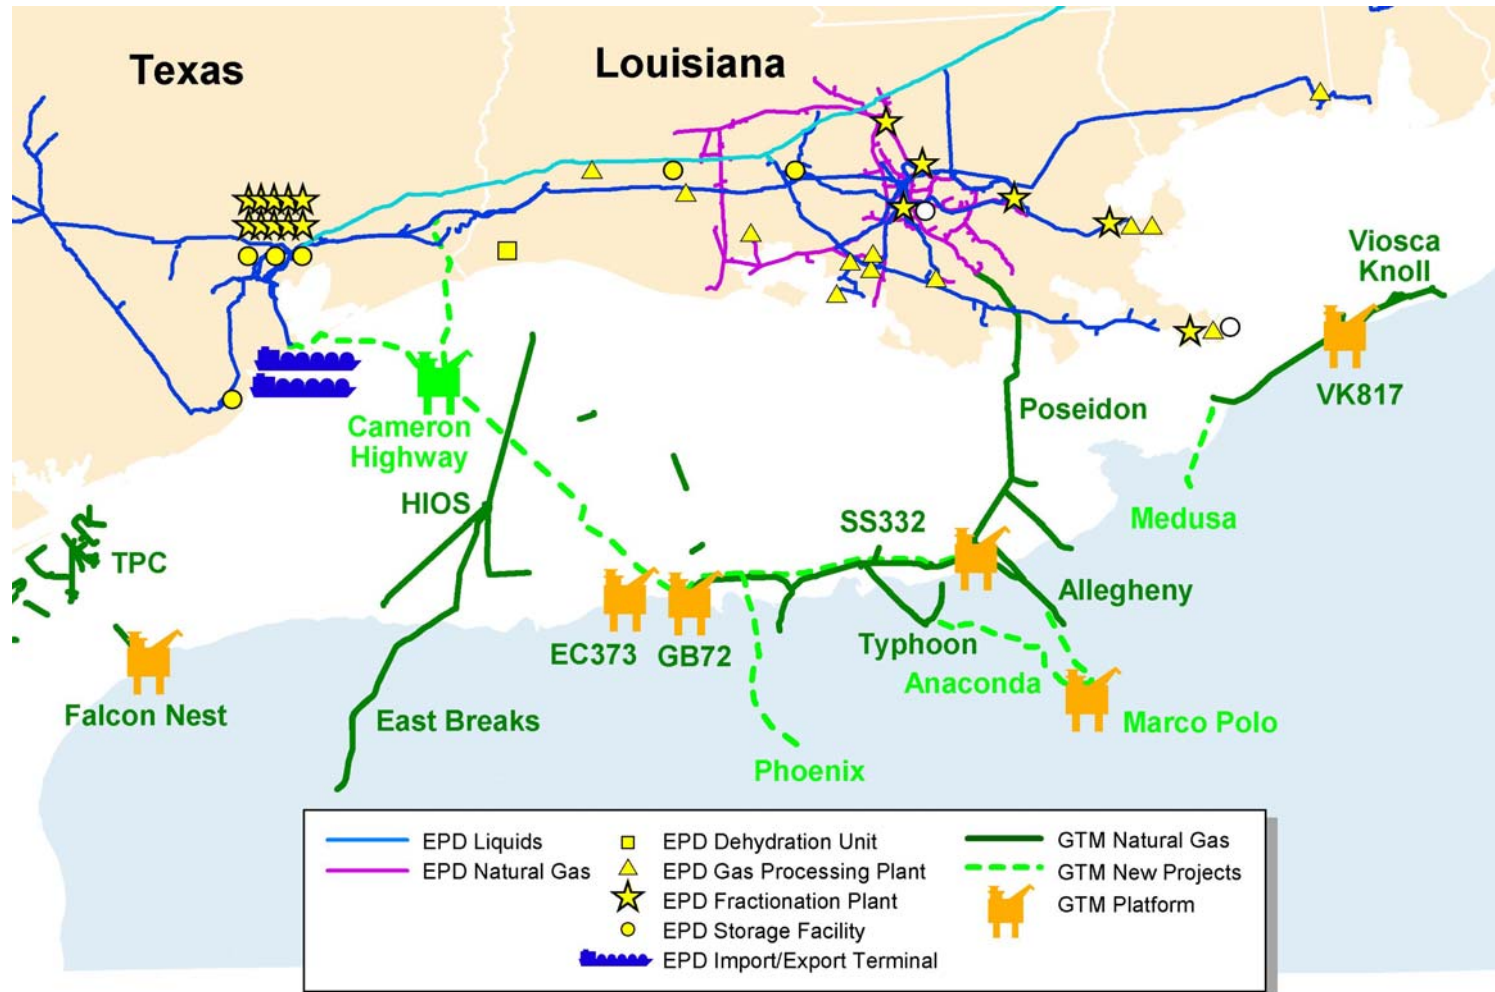 Texas
Louisiana
Viosca
Knoll
VK817
Poseidon
Cameron
Highway
HIOS
Medusa
SS332
TPC
Allegheny
EC373
GB72
Typhoon
Anaconda
Falcon Nest
East Breaks
Marco Polo
Phoenix
EPD Liquids
EPD Natural Gas
EPD Dehydration Unit
EPD Gas Processing Plant
EPD Fractionation Plant
EPD Storage Facility
EPD Import/Export Terminal
GTM Natural Gas
GTM New Projects
GTM Platform